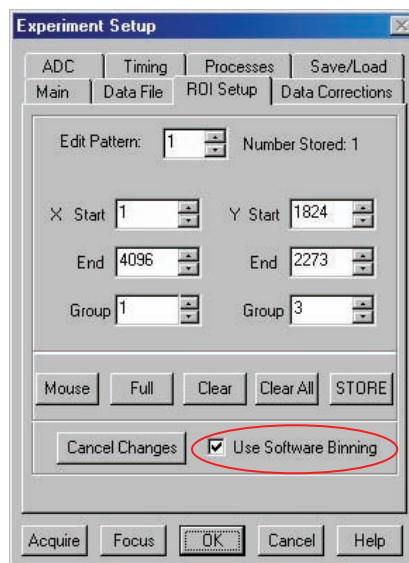 Experiment Setup
ADC Timing Processes Save/Load
Main Data File ROI Setup Data Corrections
Edit Pattern: 1 Number Stored: 1
X Start 1 Y Start 1824
End 4096 End 2273
Group 1 Group 3
Mouse Full Clear Clear All STORE
Cancel Changes Use Software Binning
Acquire Focus OK Cancel Help